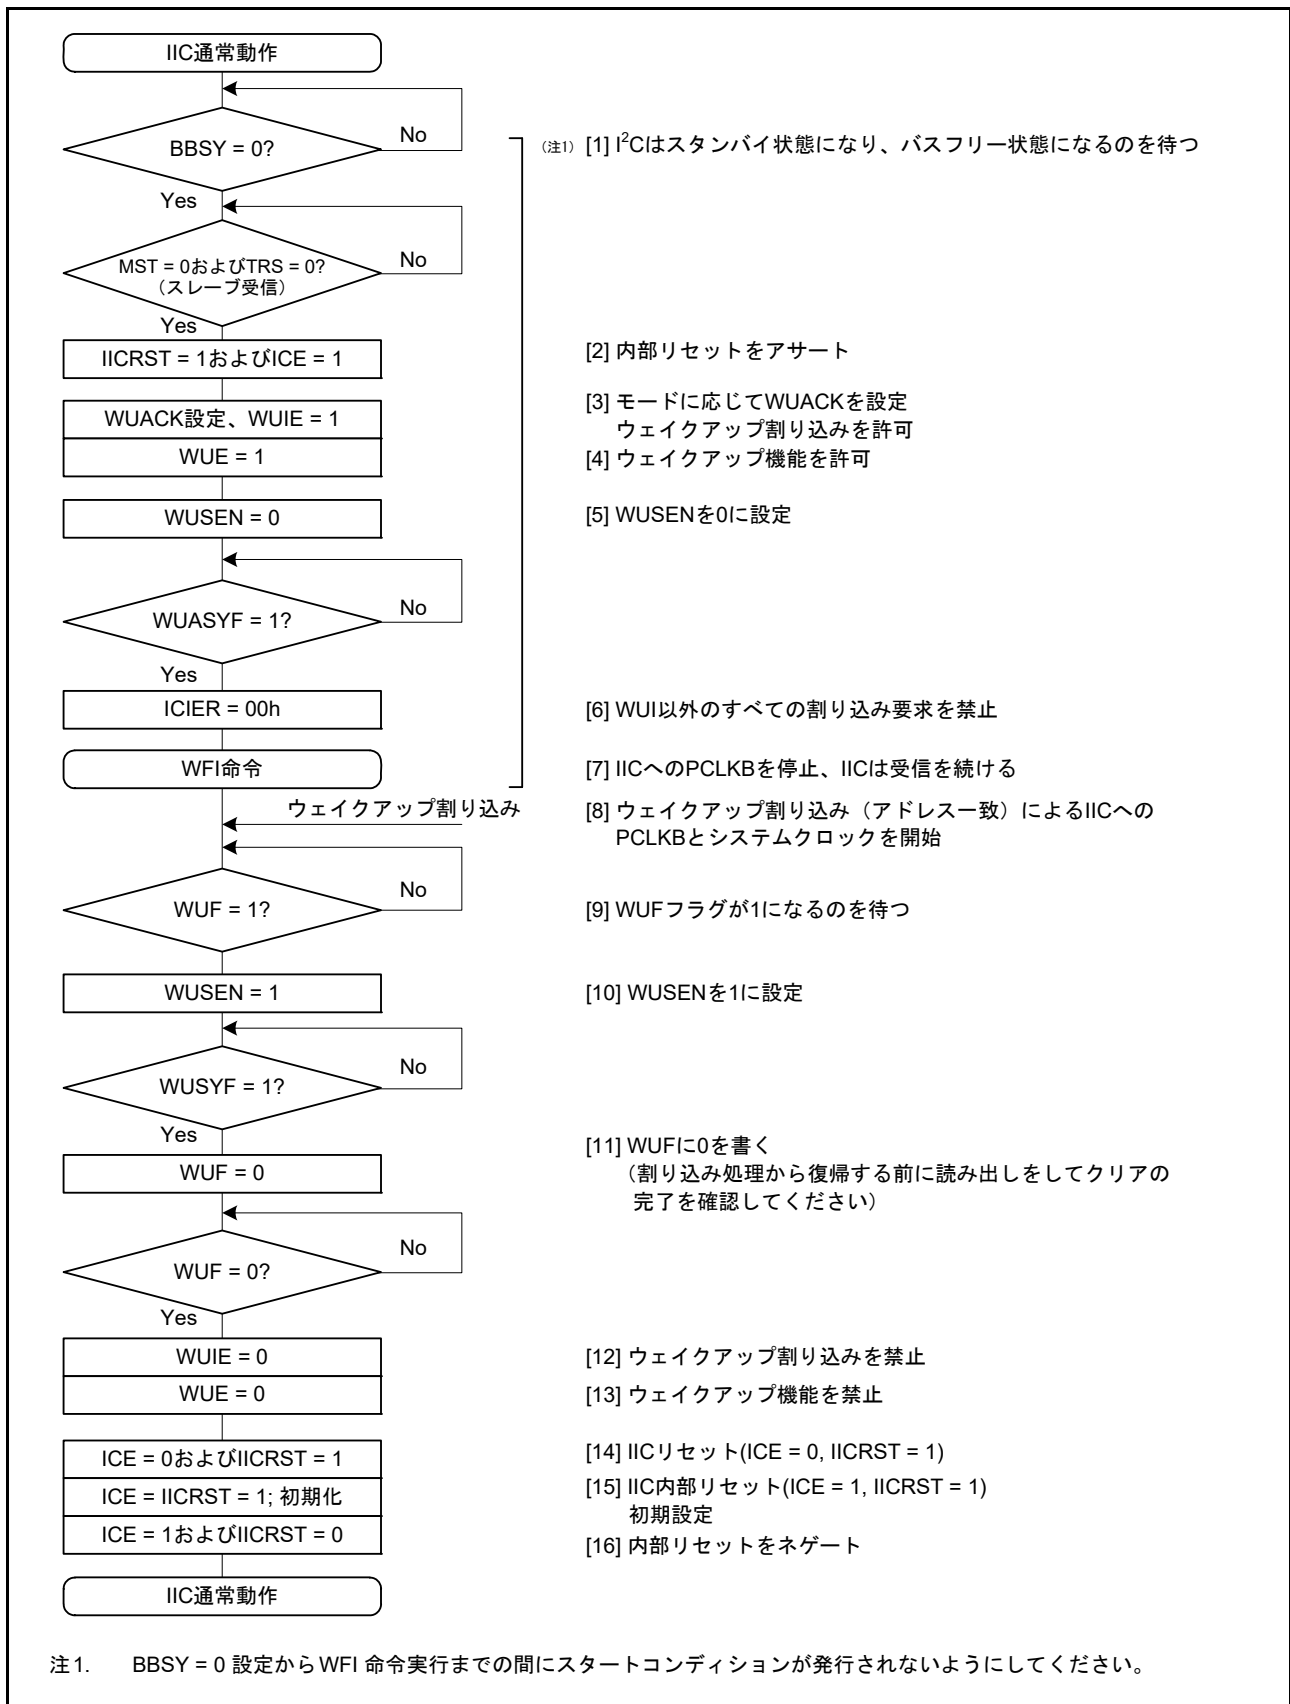 IIC通常動作
BBSY = 0?
No
（注1） [1] I²Cはスタンバイ状態になり、バスフリー状態になるのを待つ
Yes
MST = 0およびTRS = 0?
（スレーブ受信）
No
Yes
IICRST = 1およびICE = 1
[2] 内部リセットをアサート
WUACK設定、WUIE = 1
[3] モードに応じてWUACKを設定
ウェイクアップ割り込みを許可
WUE = 1
[4] ウェイクアップ機能を許可
WUSEN = 0
[5] WUSENを0に設定
WUASYF = 1?
No
Yes
ICIER = 00h
[6] WUI以外のすべての割り込み要求を禁止
WFI命令
[7] IICへのPCLKBを停止、IICは受信を続ける
ウェイクアップ割り込み
[8] ウェイクアップ割り込み（アドレス一致）によるIICへの
PCLKBとシステムクロックを開始
WUF = 1?
No
[9] WUFフラグが1になるのを待つ
WUSEN = 1
[10] WUSENを1に設定
WUSYF = 1?
No
Yes
WUF = 0
[11] WUFに0を書く
（割り込み処理から復帰する前に読み出しをしてクリアの
完了を確認してください）
WUF = 0?
No
Yes
WUIE = 0
[12] ウェイクアップ割り込みを禁止
WUE = 0
[13] ウェイクアップ機能を禁止
ICE = 0およびIICRST = 1
[14] IICリセット(ICE = 0, IICRST = 1)
ICE = IICRST = 1; 初期化
[15] IIC内部リセット(ICE = 1, IICRST = 1)
初期設定
ICE = 1およびIICRST = 0
[16] 内部リセットをネゲート
IIC通常動作
注1. BBSY = 0 設定からWFI 命令実行までの間にスタートコンディションが発行されないようにしてください。